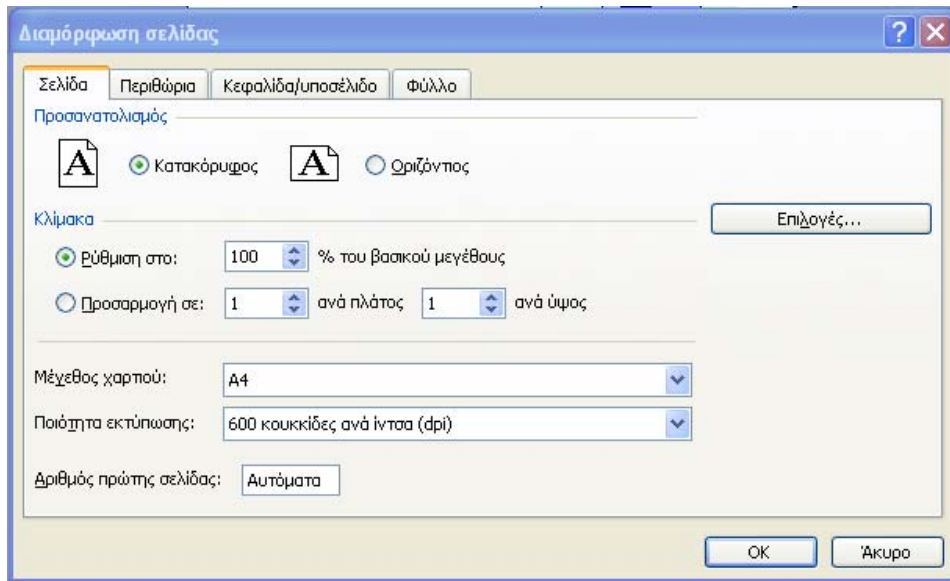 Διαμόρφωση σελίδας
Σελίδα Περιθώρια Κεφαλίδα/υποσέλιδο Φύλλο
Προσανατολισμός
A Κατακόρυφος A Οριζόντιος
Κλίμακα
Επιλογές...
Ρύθμιση στο: 100 % του βασικού μεγέθους
Προσαρμογή σε: 1 ανά πλάτος 1 ανά ύψος
Μέγεθος χαρτιού: A4
Ποιότητα εκτύπωσης: 600 κουκκίδες ανά ίντσα (dpi)
Αριθμός πρώτης σελίδας: Αυτόματα
OK Άκυρο